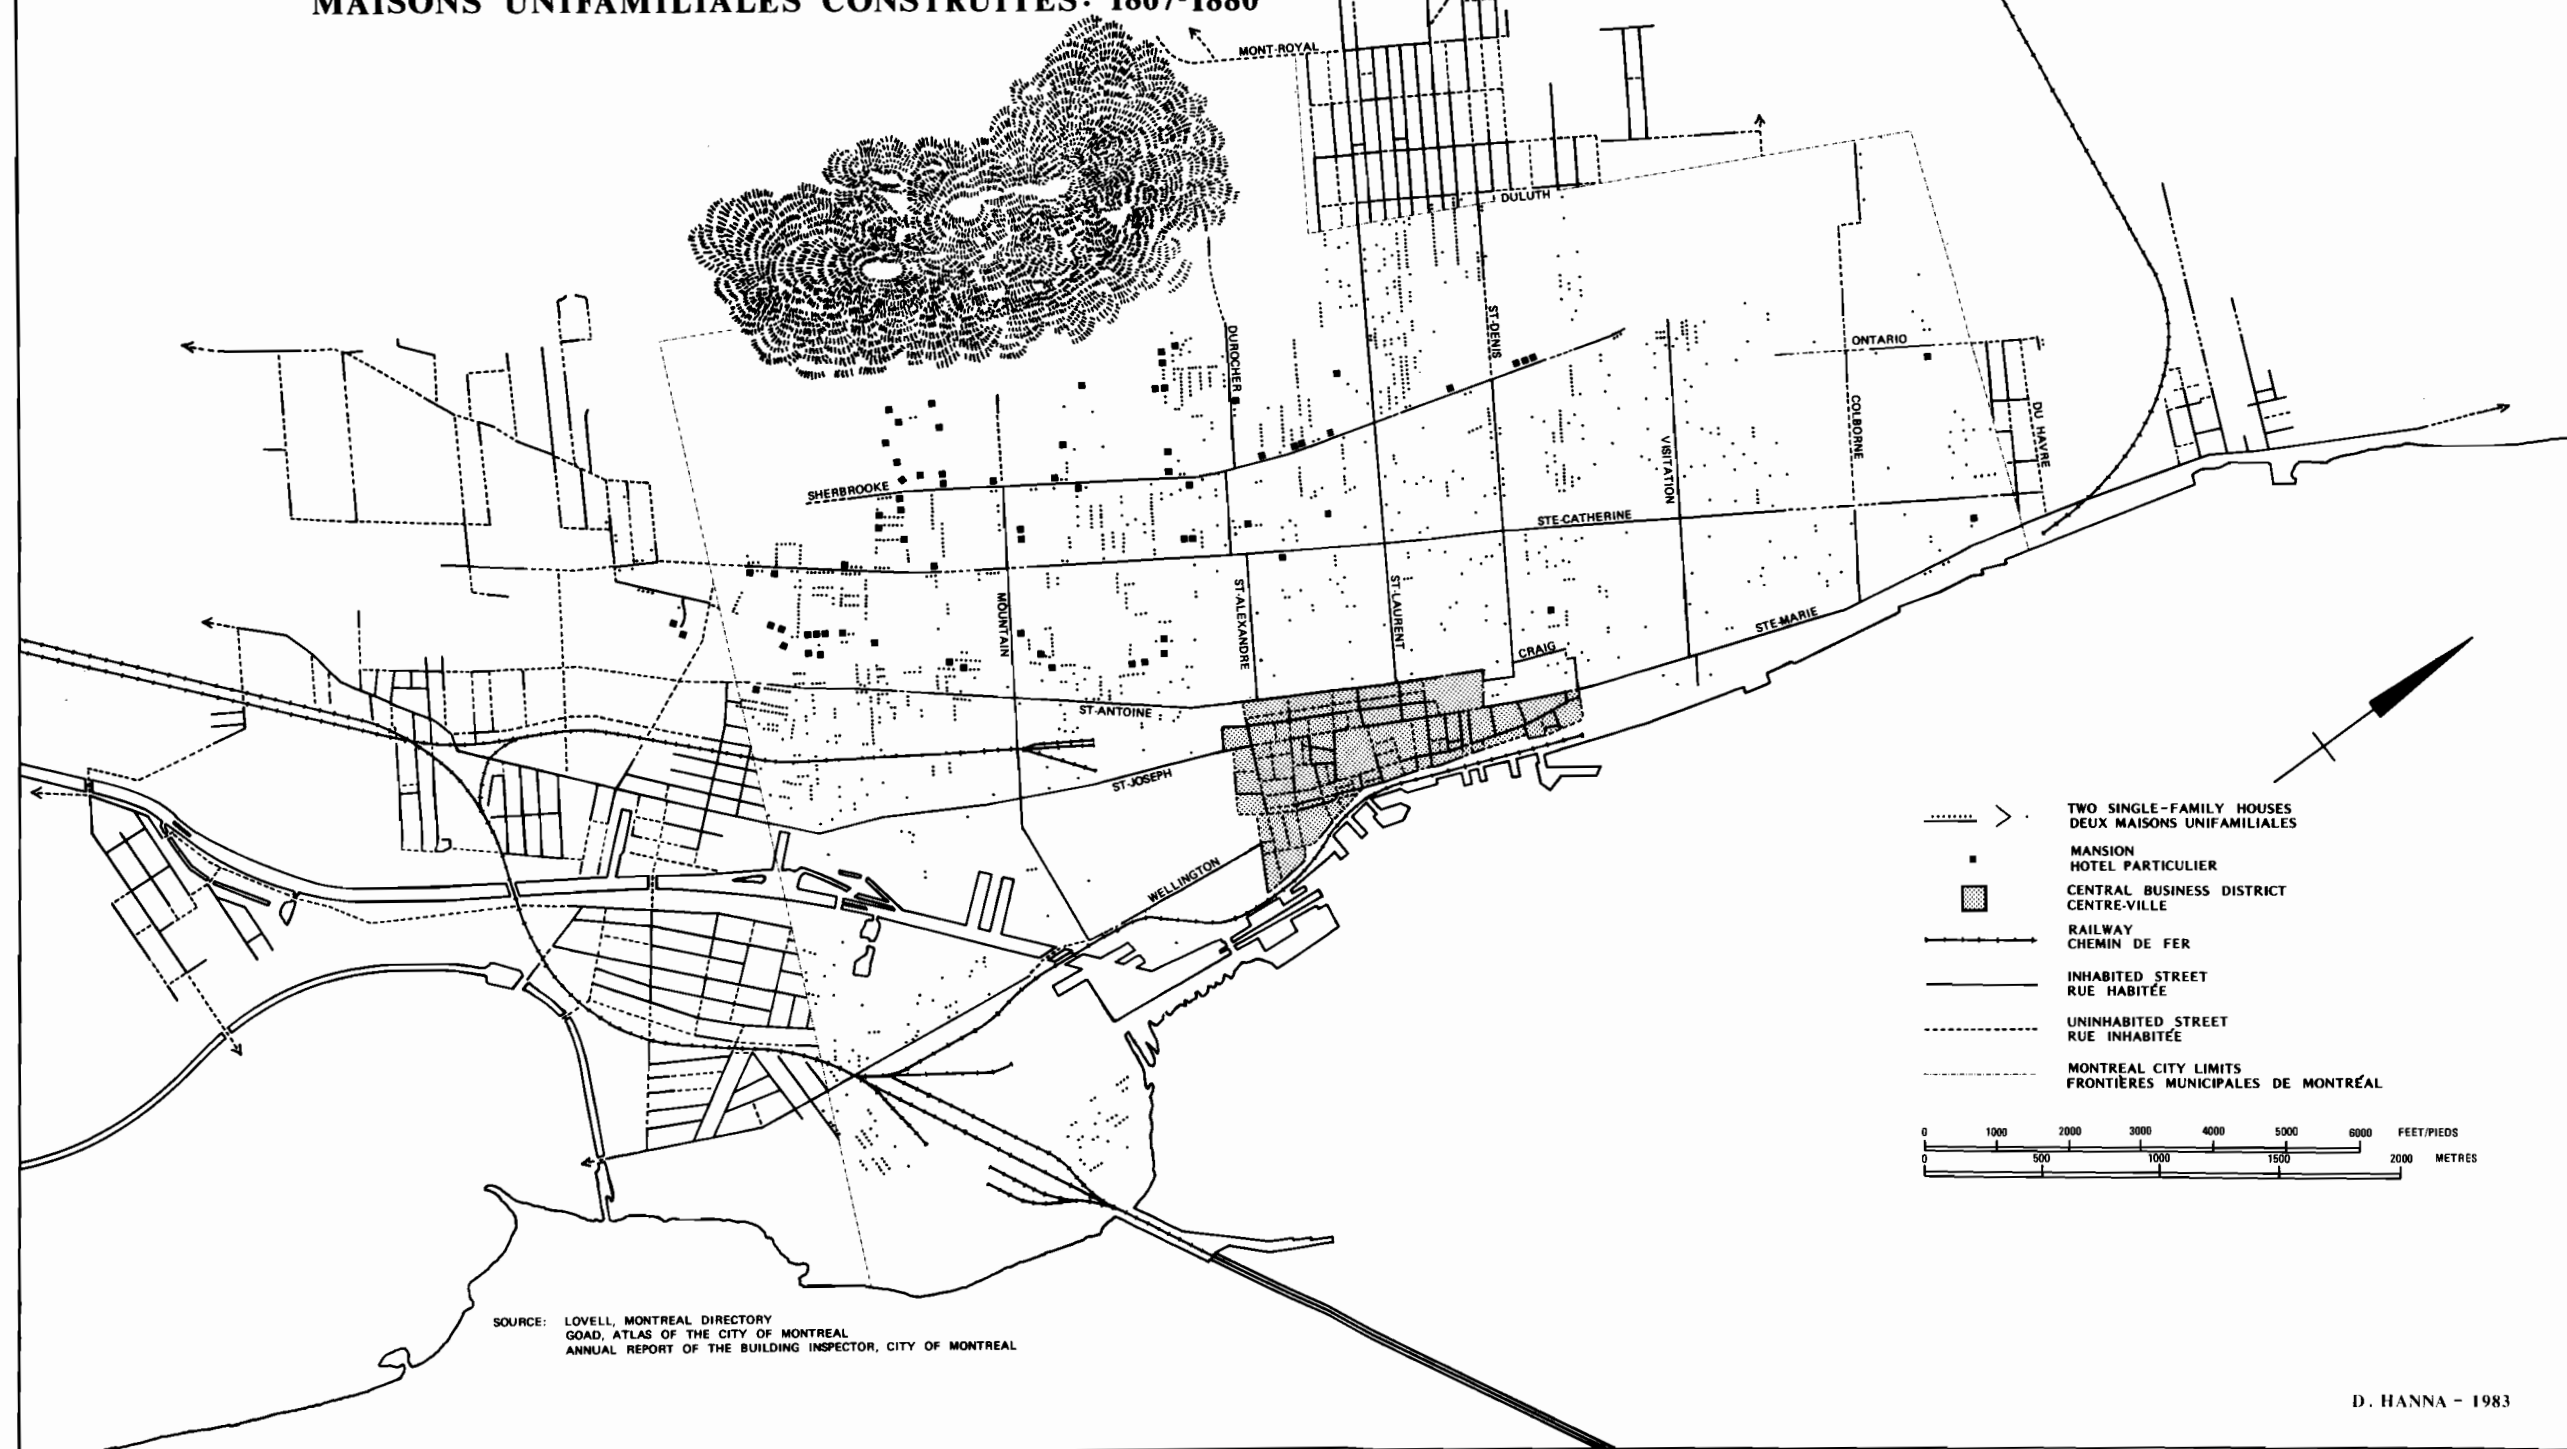 MAISONS UNIFAMILIALES CONSTRUITES: 1867-1880
MONT-ROYAL
DULUTH
ST-DENIS
DUROCHER
ONTARIO
COLBORNE
DU HAVRE
VISITATION
SHERBROOKE
STE-CATHERINE
MOUNTAIN
ST-ALEXANDRE
ST-LAURENT
STE-MARIE
CRAIG
ST-ANTOINE
ST-JOSEPH
WELLINGTON
TWO SINGLE-FAMILY HOUSES
DEUX MAISONS UNIFAMILIALES
MANSION
HOTEL PARTICULIER
CENTRAL BUSINESS DISTRICT
CENTRE-VILLE
RAILWAY
CHEMIN DE FER
INHABITED STREET
RUE HABITÉE
UNINHABITED STREET
RUE INHABITÉE
MONTREAL CITY LIMITS
FRONTIÈRES MUNICIPALES DE MONTRÉAL
0 1000 2000 3000 4000 5000 6000 FEET/PIEDS
0 500 1000 1500 2000 METRES
SOURCE: LOVELL, MONTREAL DIRECTORY
GOAD, ATLAS OF THE CITY OF MONTREAL
ANNUAL REPORT OF THE BUILDING INSPECTOR, CITY OF MONTREAL
D. HANNA - 1983